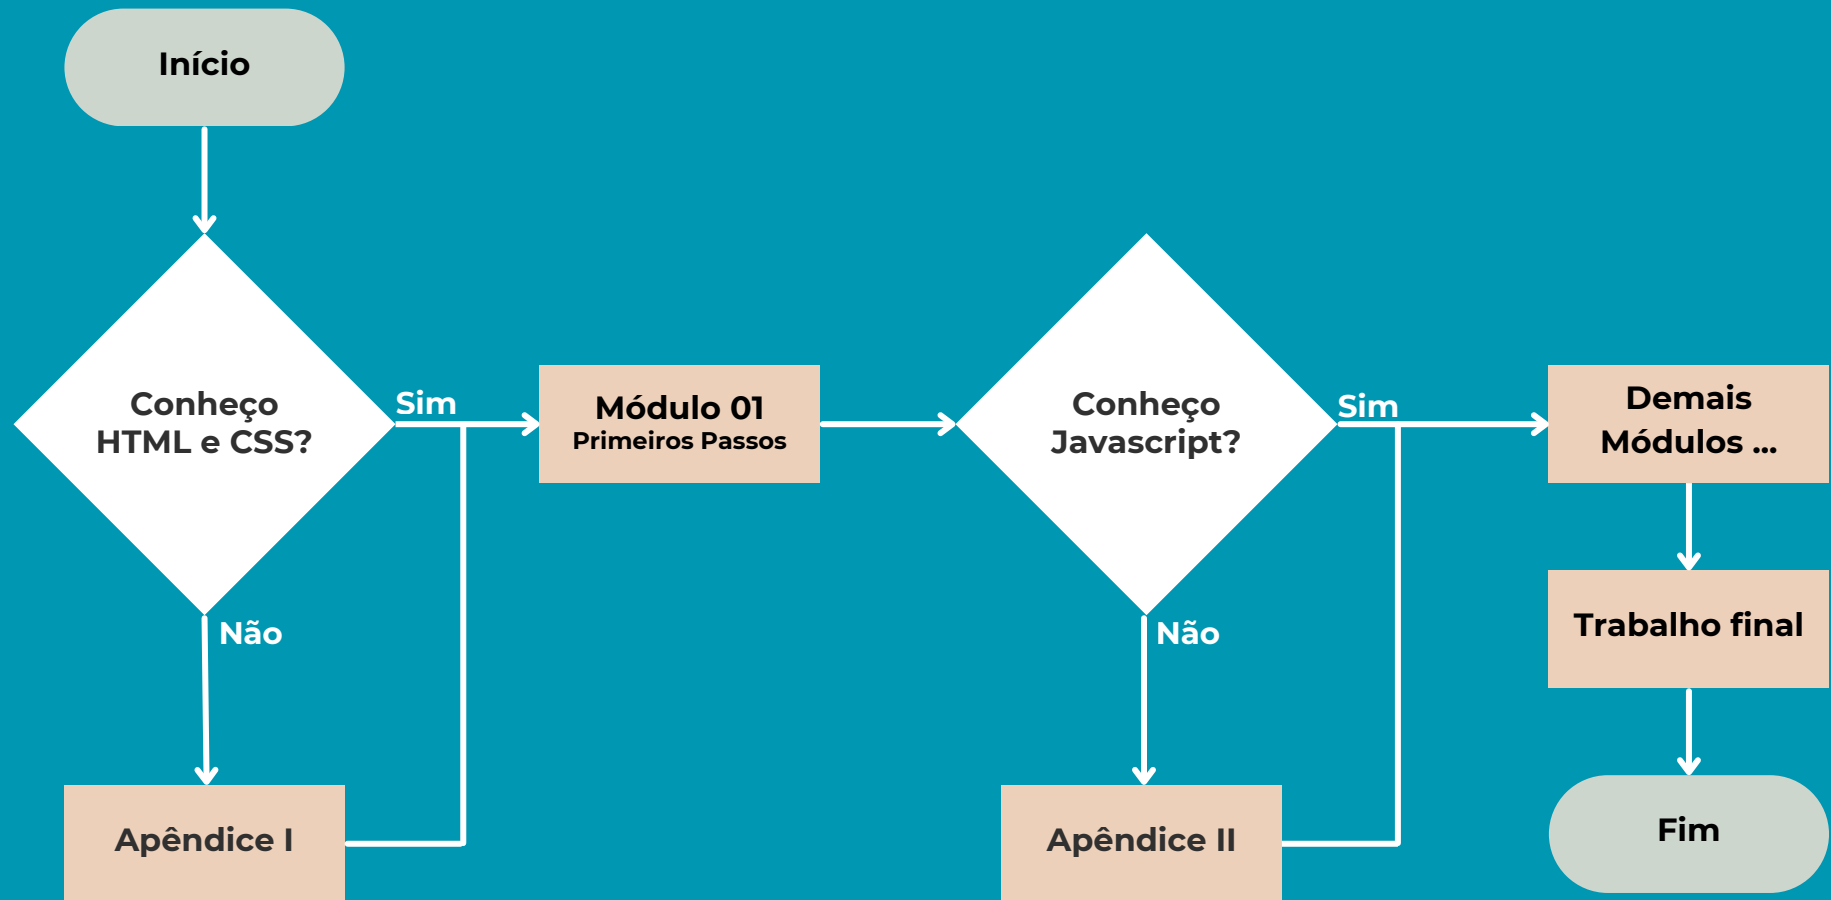 Início
Conheço
HTML e CSS?
Sim
Não
Apêndice I
Módulo 01
Primeiros Passos
Conheço
Javascript?
Sim
Não
Apêndice II
Demais
Módulos ...
Trabalho final
Fim